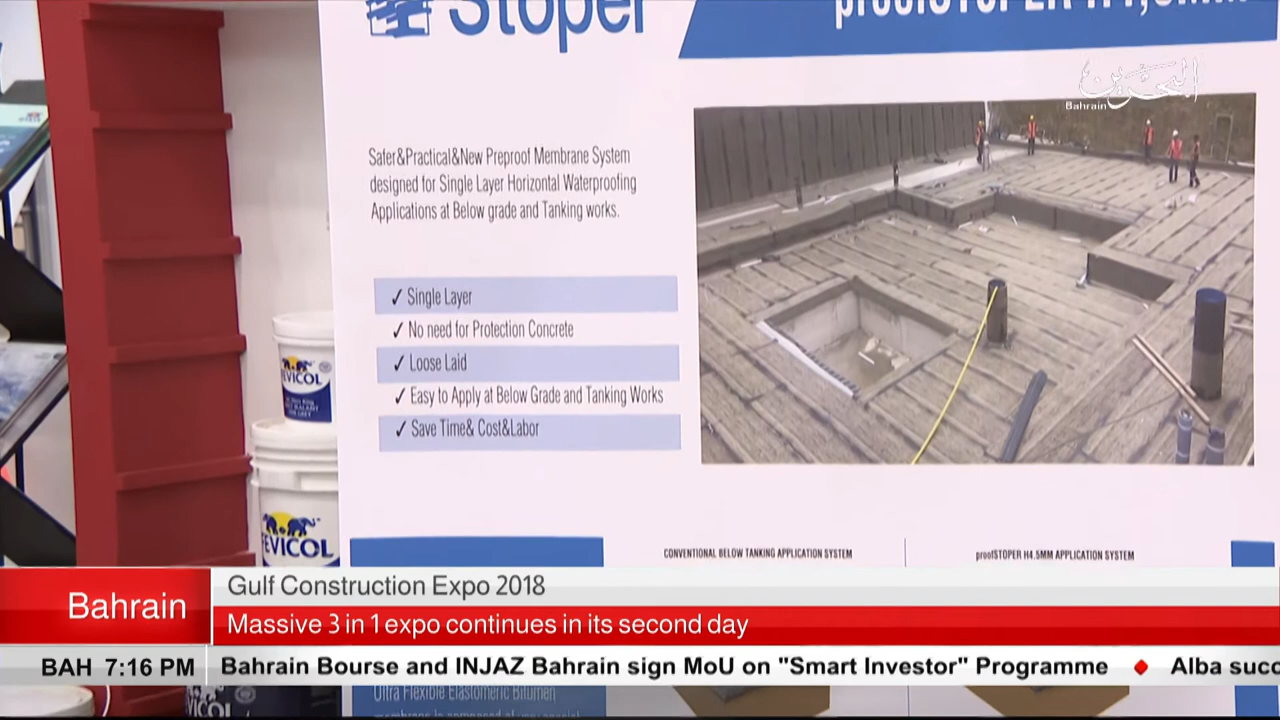 Stoper
البحرين
Bahrain
Safer&Practical&New Preproof Membrane System
designed for Single Layer Horizontal Waterproofing
Applications at Below grade and Tanking works.
✓ Single Layer
✓ No need for Protection Concrete
✓ Loose Laid
✓ Easy to Apply at Below Grade and Tanking Works
✓ Save Time& Cost&Labor
FEVICOL
FEVICOL
CONVENTIONAL BELOW TANKING APPLICATION SYSTEM
proofSTOPER H4.5MM APPLICATION SYSTEM
Bahrain
Gulf Construction Expo 2018
Massive 3 in 1 expo continues in its second day
BAH 7:16 PM
Bahrain Bourse and INJAZ Bahrain sign MoU on "Smart Investor" Programme
Alba succ
Ultra Flexible Elastomeric Bitumen
VICOL